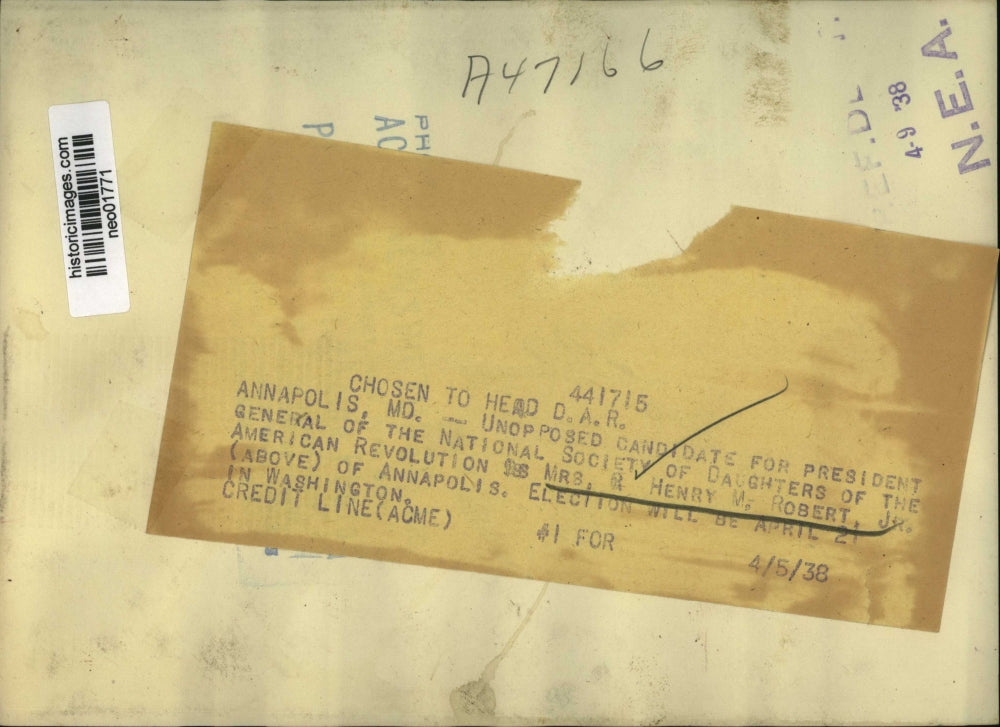 A47166
N.E.A.
4-9 '38
REF. D
PH
AC
P
historicimages.com
neo01771
441715
CHOSEN TO HEAD D.A.R.
ANNAPOLIS, MD. — UNOPPOSED CANDIDATE FOR PRESIDENT
GENERAL OF THE NATIONAL SOCIETY OF DAUGHTERS OF THE
AMERICAN REVOLUTION IS MRS. R. HENRY M. ROBERT, JR.
(ABOVE) OF ANNAPOLIS. ELECTION WILL BE APRIL 21
IN WASHINGTON.
CREDIT LINE(ACME)
#1 FOR
4/5/38